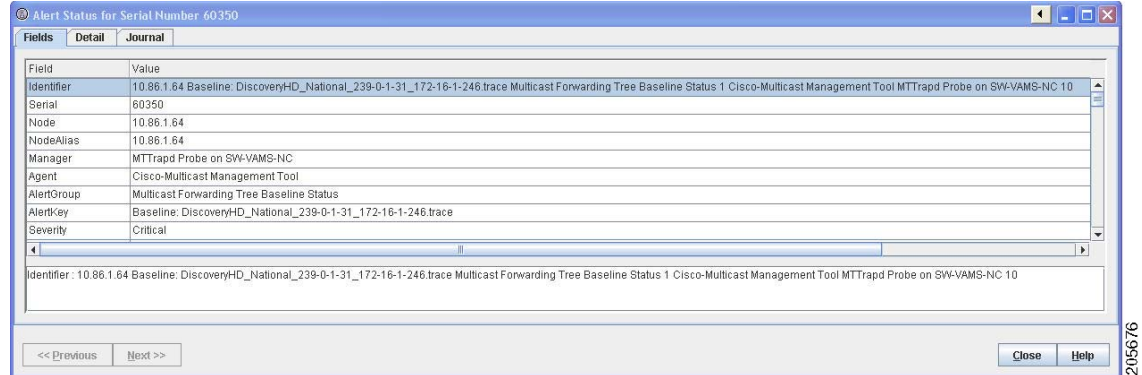 Alert Status for Serial Number 60350
Fields Detail Journal
Field Value
Identifier 10.86.1.64 Baseline: DiscoveryHD_National_239-0-1-31_172-16-1-246.trace Multicast Forwarding Tree Baseline Status 1 Cisco-Multicast Management Tool MTTrapd Probe on SW-VAMS-NC 10
Serial 60350
Node 10.86.1.64
NodeAlias 10.86.1.64
Manager MTTrapd Probe on SW-VAMS-NC
Agent Cisco-Multicast Management Tool
AlertGroup Multicast Forwarding Tree Baseline Status
AlertKey Baseline: DiscoveryHD_National_239-0-1-31_172-16-1-246.trace
Severity Critical
Identifier : 10.86.1.64 Baseline: DiscoveryHD_National_239-0-1-31_172-16-1-246.trace Multicast Forwarding Tree Baseline Status 1 Cisco-Multicast Management Tool MTTrapd Probe on SW-VAMS-NC 10
<< Previous Next >> Close Help
205676